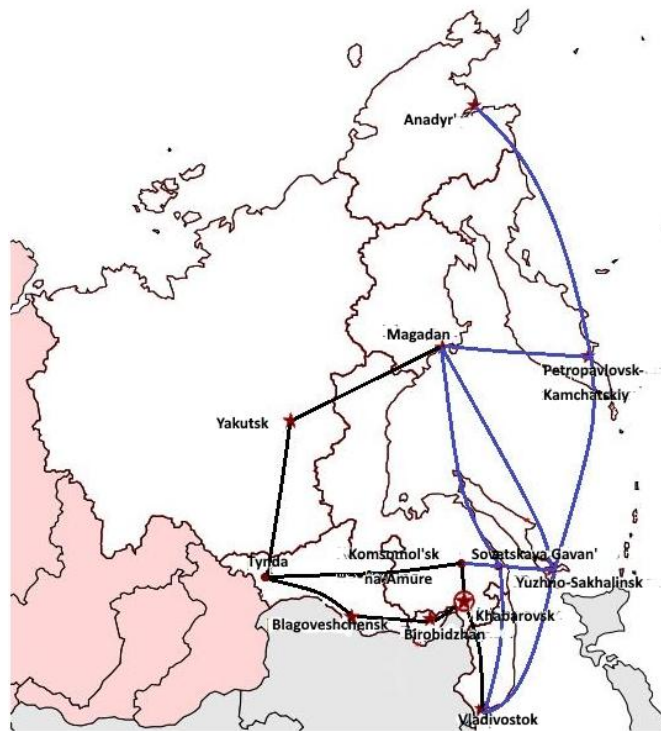 Anadyr'
Magadan
Petropavlovsk-
Kamchatskiy
Yakutsk
Tynda
Komsomol'sk
na Amure
Sovetskaya Gavan'
Yuzhno-Sakhalinsk
Blagoveshchensk
Birobidzhan
Khabarovsk
Vladivostok